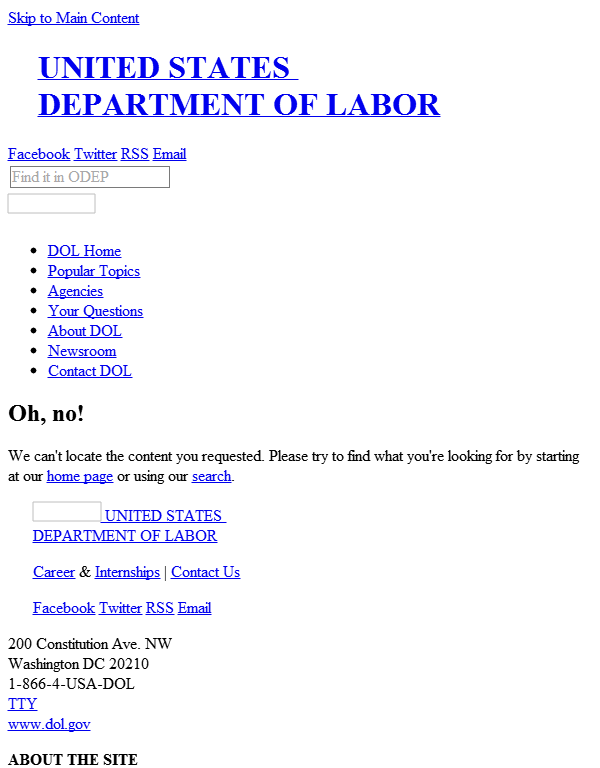 Skip to Main Content
UNITED STATES
DEPARTMENT OF LABOR
Facebook Twitter RSS Email
Find it in ODEP
DOL Home
Popular Topics
Agencies
Your Questions
About DOL
Newsroom
Contact DOL
Oh, no!
We can't locate the content you requested. Please try to find what you're looking for by starting
at our home page or using our search.
UNITED STATES
DEPARTMENT OF LABOR
Career & Internships | Contact Us
Facebook Twitter RSS Email
200 Constitution Ave. NW
Washington DC 20210
1-866-4-USA-DOL
TTY
www.dol.gov
ABOUT THE SITE